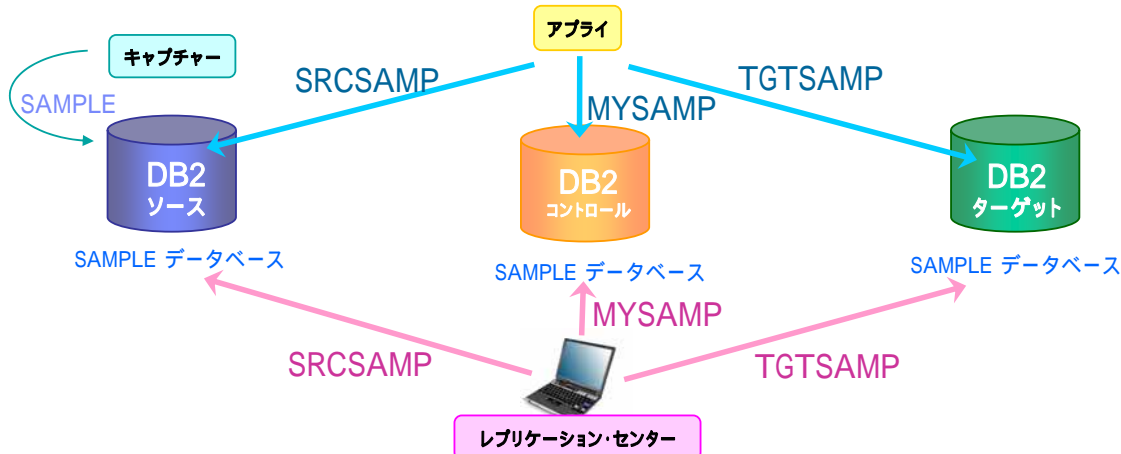 アプライ
キャプチャー
SRCSAMP
TGTSAMP
SAMPLE
MYSAMP
DB2
ソース
DB2
コントロール
DB2
ターゲット
SAMPLE データベース
SAMPLE データベース
SAMPLE データベース
MYSAMP
SRCSAMP
TGTSAMP
レプリケーション・センター